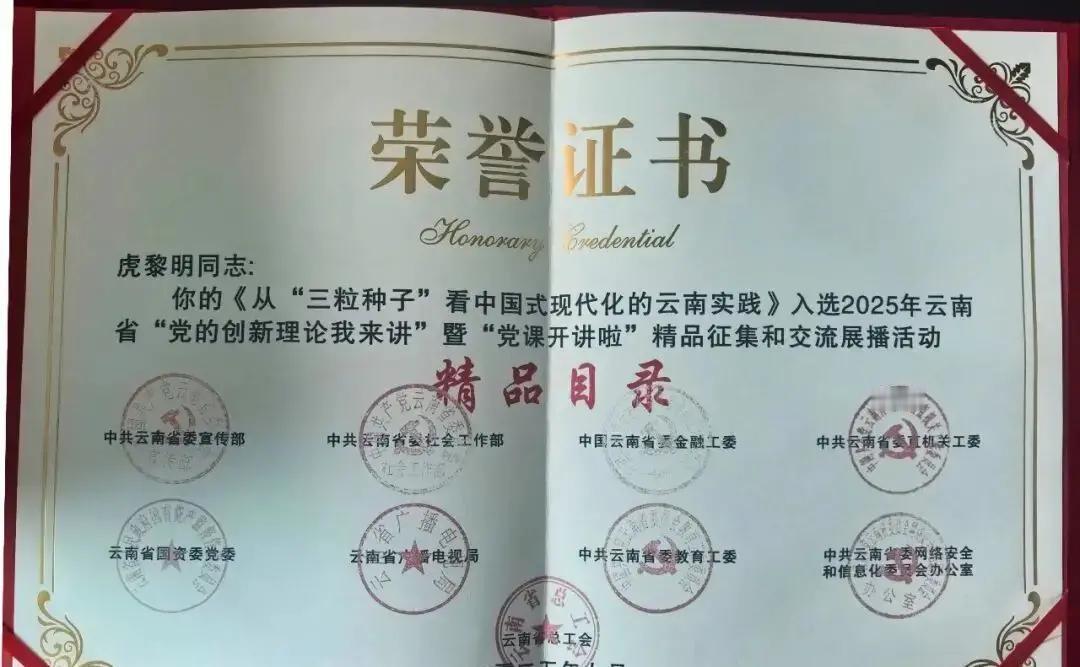 荣誉证书
Honorary Credential
虎黎明同志:
你的《从“三粒种子”看中国式现代化的云南实践》入选2025年云南
省“党的创新理论我来讲”暨“党课开讲啦”精品征集和交流展播活动
精品目录
中共云南省委宣传部 中共云南省委社会工作部 中国云南省委金融工委 中共云南省委直机关工委
云南省国资委党委 云南省广播电视局 中共云南省委教育工委 中共云南省委网络安全
和信息化委员会办公室
云南省总工会